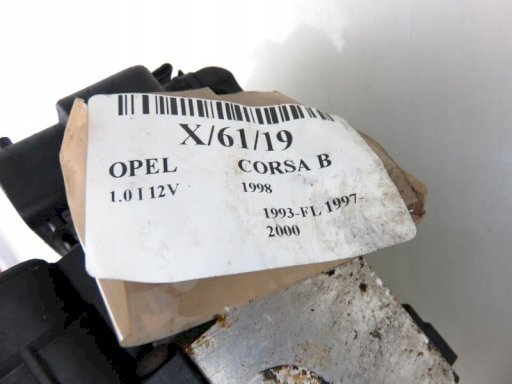 X/61/19
OPEL CORSA B
1.0 I 12V 1998
1993-FL 1997-
2000